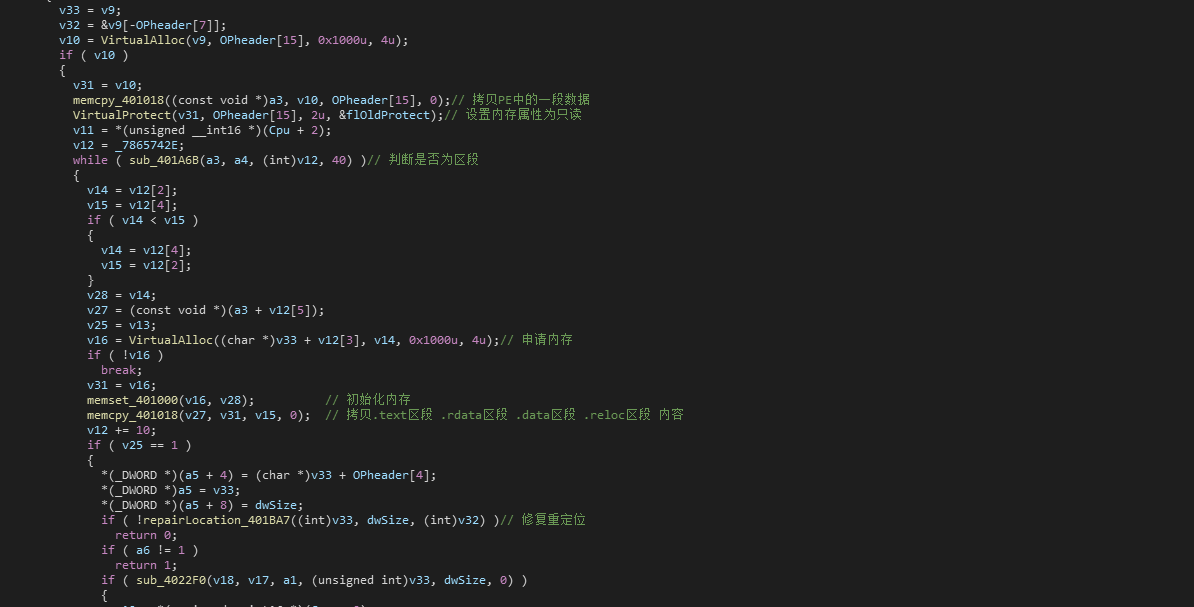 {
v33 = v9;
v32 = &v9[-OPheader[7]];
v10 = VirtualAlloc(v9, OPheader[15], 0x1000u, 4u);
if ( v10 )
{
v31 = v10;
memcpy_401018((const void *)a3, v10, OPheader[15], 0);// 拷贝PE中的一段数据
VirtualProtect(v31, OPheader[15], 2u, &flOldProtect);// 设置内存属性为只读
v11 = *(unsigned __int16 *)(Cpu + 2);
v12 = _7865742E;
while ( sub_401A6B(a3, a4, (int)v12, 40) )// 判断是否为区段
{
v14 = v12[2];
v15 = v12[4];
if ( v14 < v15 )
{
v14 = v12[4];
v15 = v12[2];
}
v28 = v14;
v27 = (const void *)(a3 + v12[5]);
v25 = v13;
v16 = VirtualAlloc((char *)v33 + v12[3], v14, 0x1000u, 4u);// 申请内存
if ( !v16 )
break;
v31 = v16;
memset_401000(v16, v28); // 初始化内存
memcpy_401018(v27, v31, v15, 0); // 拷贝.text区段 .rdata区段 .data区段 .reloc区段 内容
v12 += 10;
if ( v25 == 1 )
{
*(_DWORD *)(a5 + 4) = (char *)v33 + OPheader[4];
*(_DWORD *)a5 = v33;
*(_DWORD *)(a5 + 8) = dwSize;
if ( !repairLocation_401BA7((int)v33, dwSize, (int)v32) )// 修复重定位
return 0;
if ( a6 != 1 )
return 1;
if ( sub_4022F0(v18, v17, a1, (unsigned int)v33, dwSize, 0) )
{